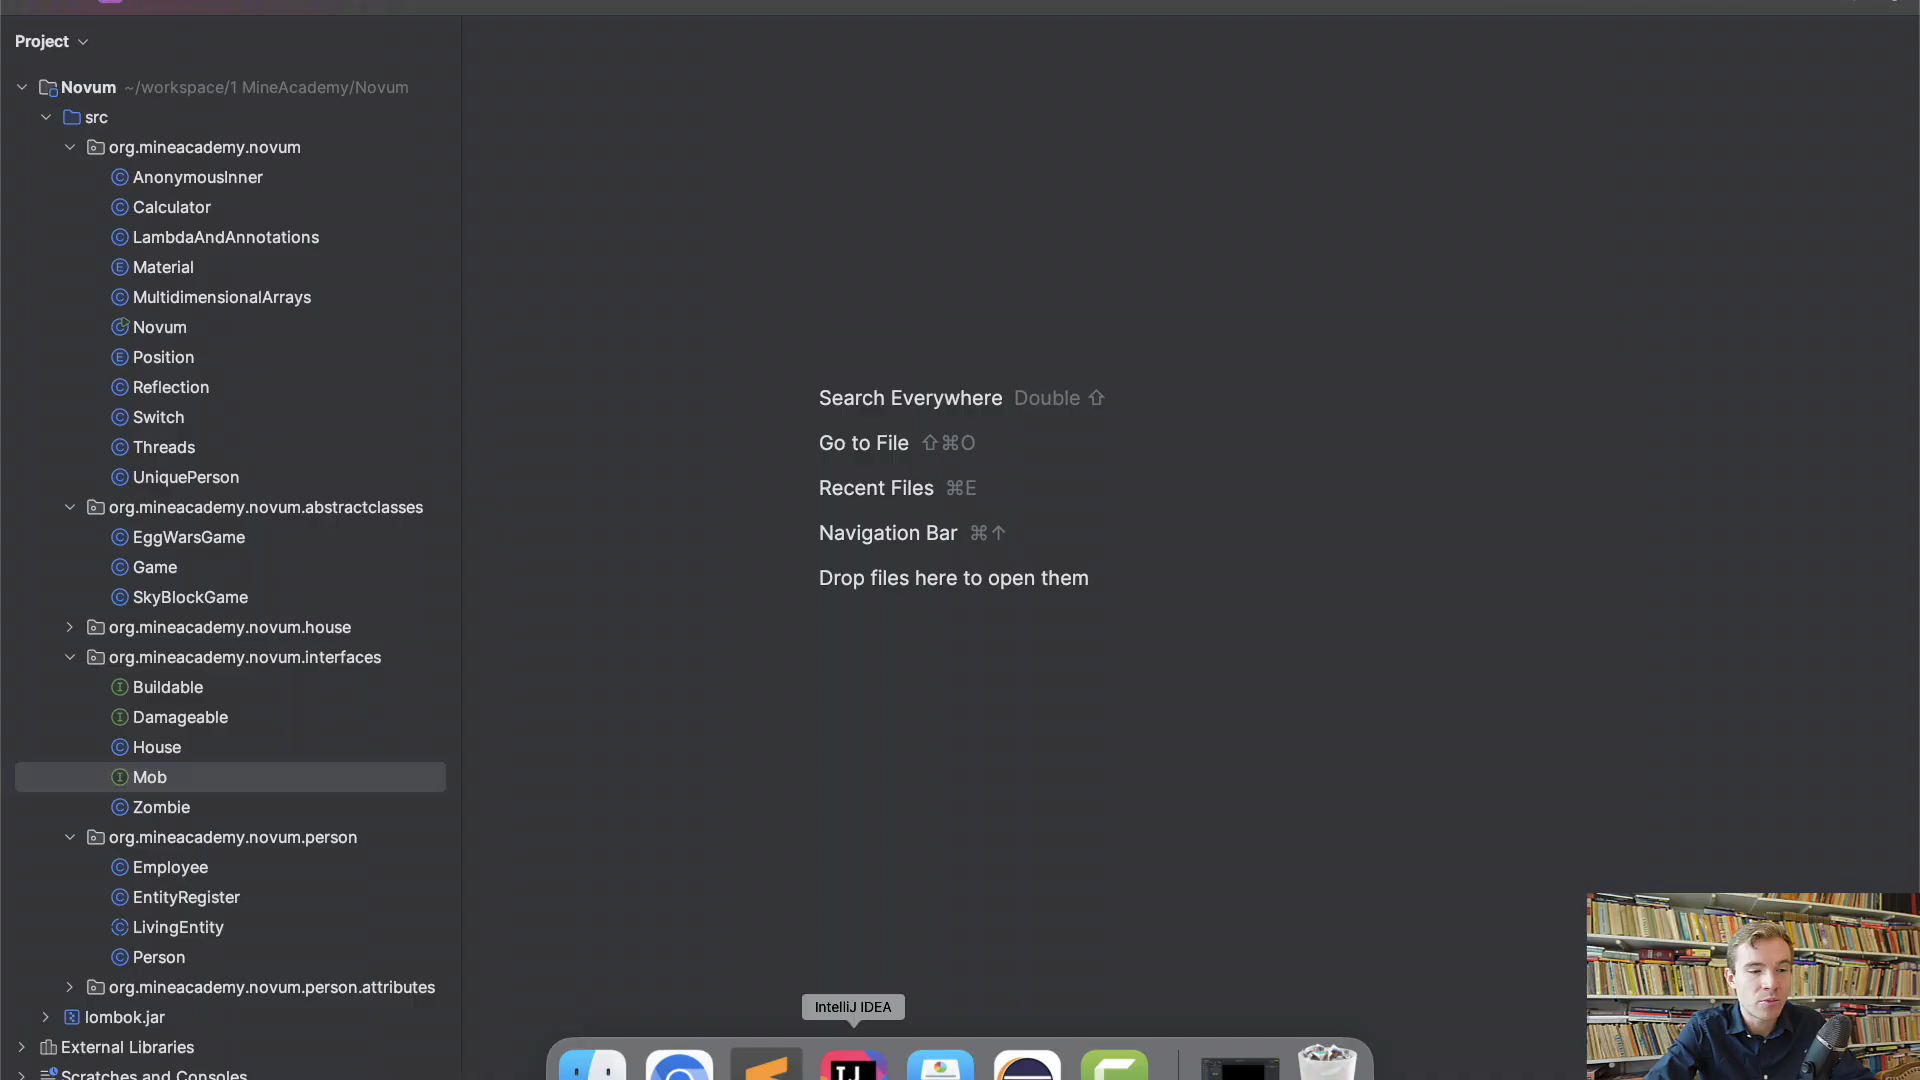 Project
Novum ~/workspace/1 MineAcademy/Novum
src
org.mineacademy.novum
AnonymousInner
Calculator
LambdaAndAnnotations
Material
MultidimensionalArrays
Novum
Position
Reflection
Switch
Threads
UniquePerson
org.mineacademy.novum.abstractclasses
EggWarsGame
Game
SkyBlockGame
org.mineacademy.novum.house
org.mineacademy.novum.interfaces
Buildable
Damageable
House
Mob
Zombie
org.mineacademy.novum.person
Employee
EntityRegister
LivingEntity
Person
org.mineacademy.novum.person.attributes
lombok.jar
External Libraries
Scratches and Consoles
Search Everywhere Double ⇧
Go to File ⇧⌘O
Recent Files ⌘E
Navigation Bar ⌘↑
Drop files here to open them
IntelliJ IDEA
IJ